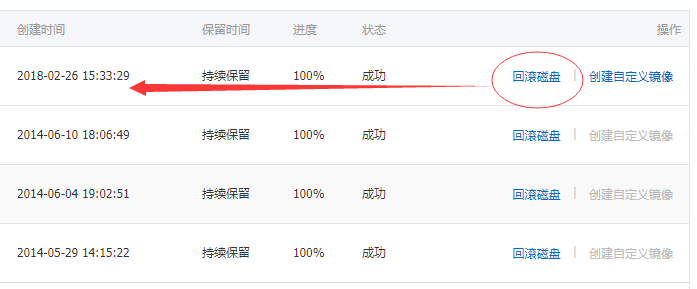 创建时间 保留时间 进度 状态 操作
2018-02-26 15:33:29 持续保留 100% 成功 回滚磁盘 | 创建自定义镜像
2014-06-10 18:06:49 持续保留 100% 成功 回滚磁盘 | 创建自定义镜像
2014-06-04 19:02:51 持续保留 100% 成功 回滚磁盘 | 创建自定义镜像
2014-05-29 14:15:22 持续保留 100% 成功 回滚磁盘 | 创建自定义镜像